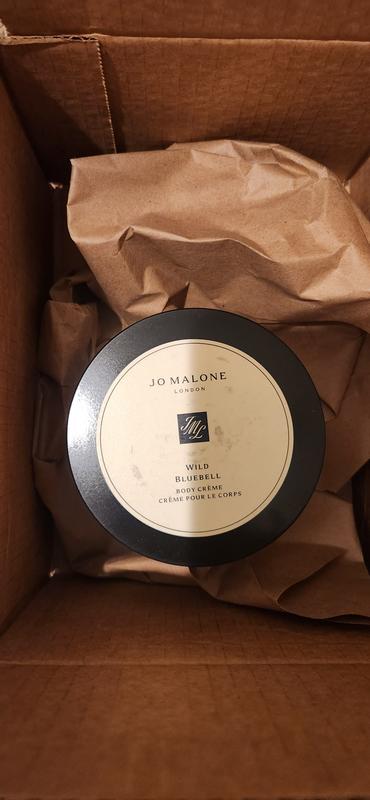 JO MALONE
LONDON
JML
WILD
BLUEBELL
BODY CRÈME
CRÈME POUR LE CORPS